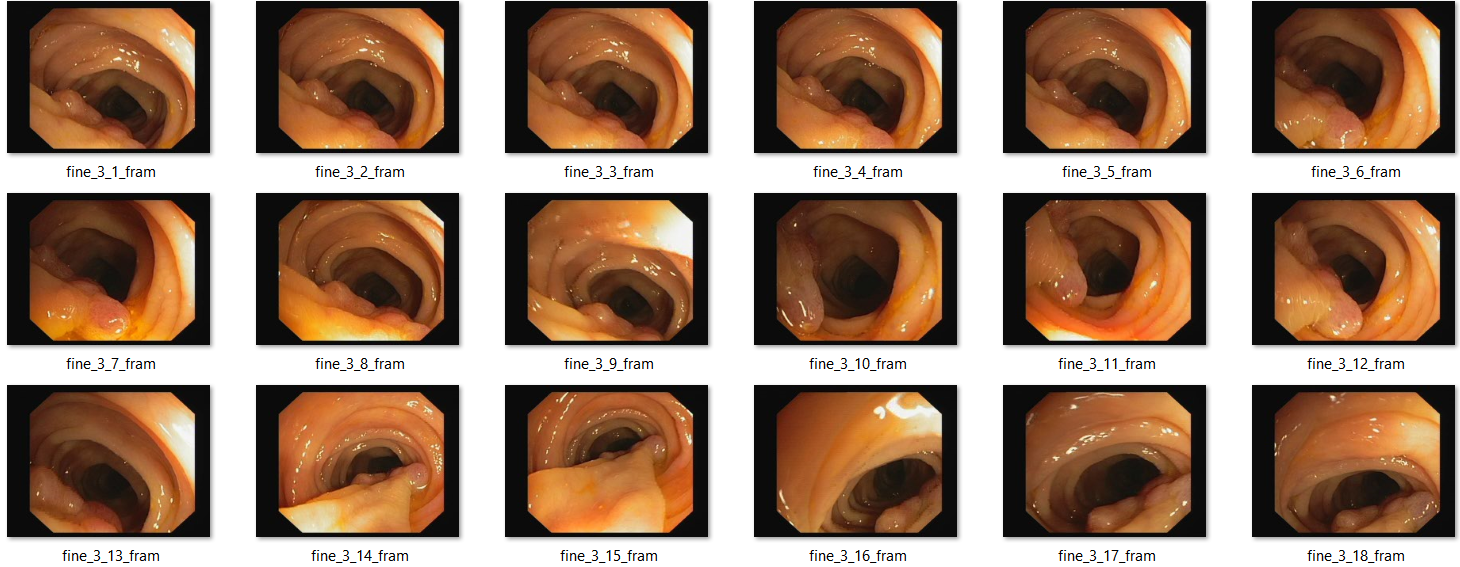 fine_3_1_fram
fine_3_2_fram
fine_3_3_fram
fine_3_4_fram
fine_3_5_fram
fine_3_6_fram
fine_3_7_fram
fine_3_8_fram
fine_3_9_fram
fine_3_10_fram
fine_3_11_fram
fine_3_12_fram
fine_3_13_fram
fine_3_14_fram
fine_3_15_fram
fine_3_16_fram
fine_3_17_fram
fine_3_18_fram